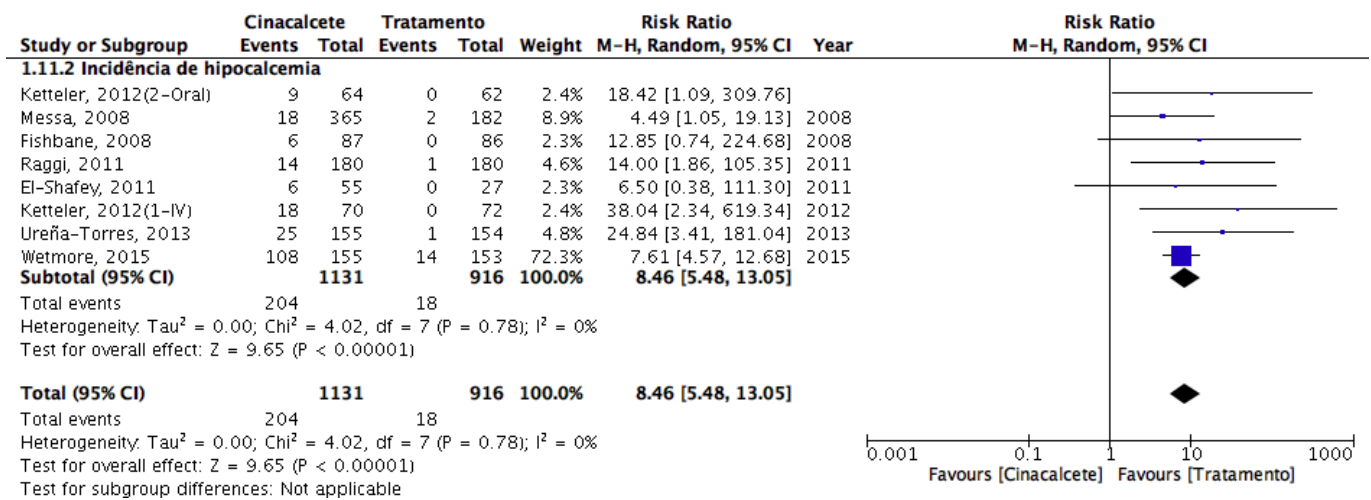 Cinacalcete Tratamento Risk Ratio Risk Ratio
Study or Subgroup Events Total Events Total Weight M-H, Random, 95% CI Year M-H, Random, 95% CI
1.11.2 Incidência de hipocalcemia
Ketteler, 2012(2-Oral) 9 64 0 62 2.4% 18.42 [1.09, 309.76]
Messa, 2008 18 365 2 182 8.9% 4.49 [1.05, 19.13] 2008
Fishbane, 2008 6 87 0 86 2.3% 12.85 [0.74, 224.68] 2008
Raggi, 2011 14 180 1 180 4.6% 14.00 [1.86, 105.35] 2011
El-Shafey, 2011 6 55 0 27 2.3% 6.50 [0.38, 111.30] 2011
Ketteler, 2012(1-IV) 18 70 0 72 2.4% 38.04 [2.34, 619.34] 2012
Ureña-Torres, 2013 25 155 1 154 4.8% 24.84 [3.41, 181.04] 2013
Wetmore, 2015 108 155 14 153 72.3% 7.61 [4.57, 12.68] 2015
Subtotal (95% CI) 1131 916 100.0% 8.46 [5.48, 13.05]
Total events 204 18
Heterogeneity: Tau² = 0.00; Chi² = 4.02, df = 7 (P = 0.78); I² = 0%
Test for overall effect: Z = 9.65 (P < 0.00001)
Total (95% CI) 1131 916 100.0% 8.46 [5.48, 13.05]
Total events 204 18
Heterogeneity: Tau² = 0.00; Chi² = 4.02, df = 7 (P = 0.78); I² = 0%
Test for overall effect: Z = 9.65 (P < 0.00001)
Test for subgroup differences: Not applicable
0.001 0.1 1 10 1000
Favours [Cinacalcete] Favours [Tratamento]